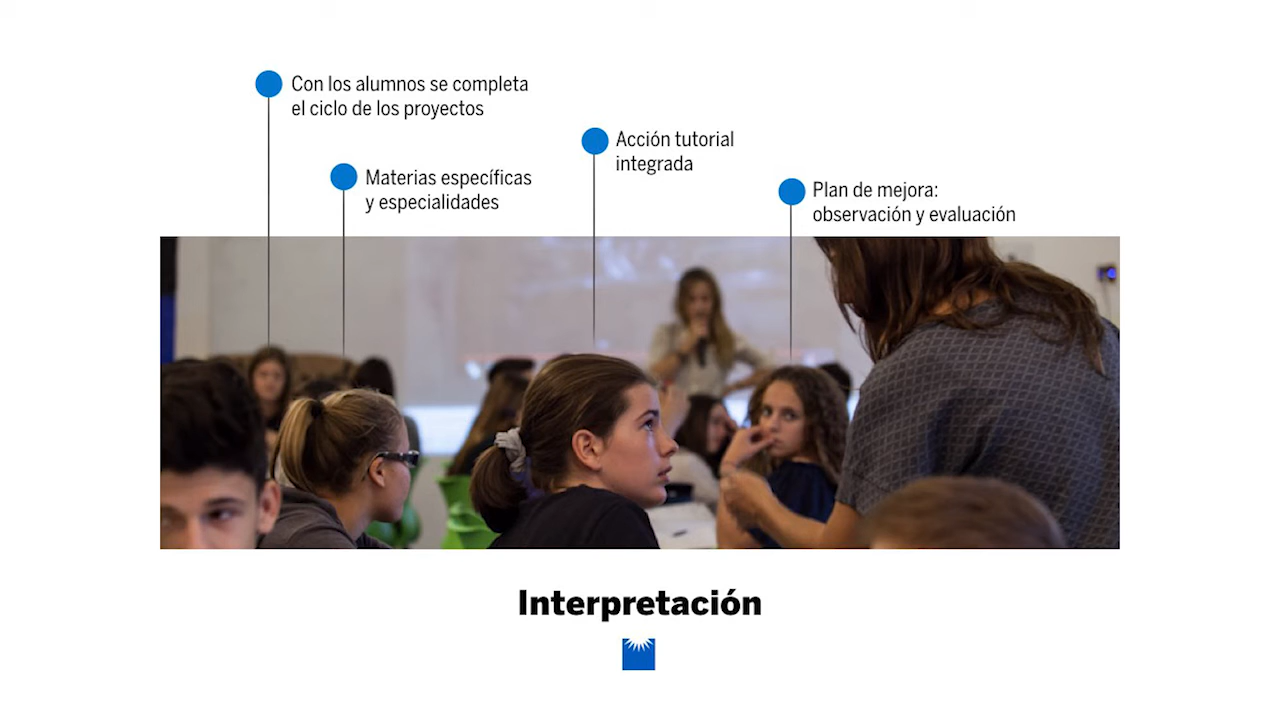 Con los alumnos se completa
el ciclo de los proyectos
Materias específicas
y especialidades
Acción tutorial
integrada
Plan de mejora:
observación y evaluación
Interpretación